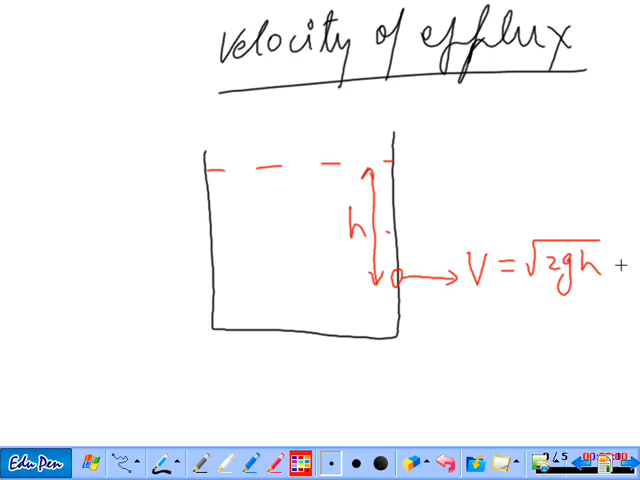 Velocity of efflux
h
V = √2gh
Edu Pen